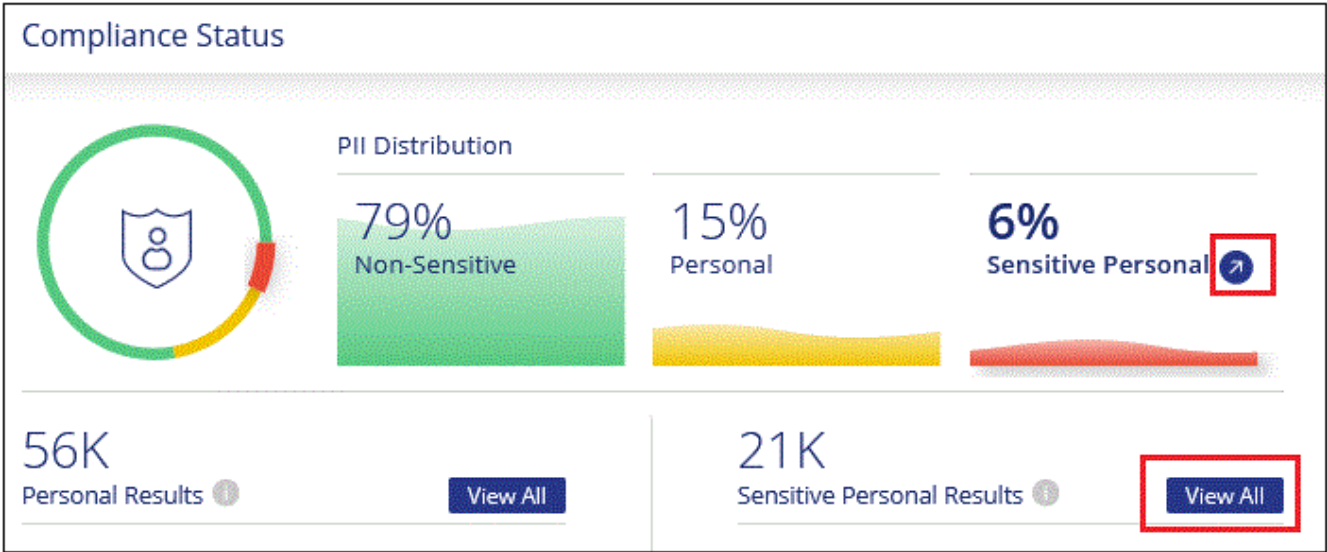 Compliance Status
PII Distribution
79%
Non-Sensitive
15%
Personal
6%
Sensitive Personal
56K
Personal Results
View All
21K
Sensitive Personal Results
View All